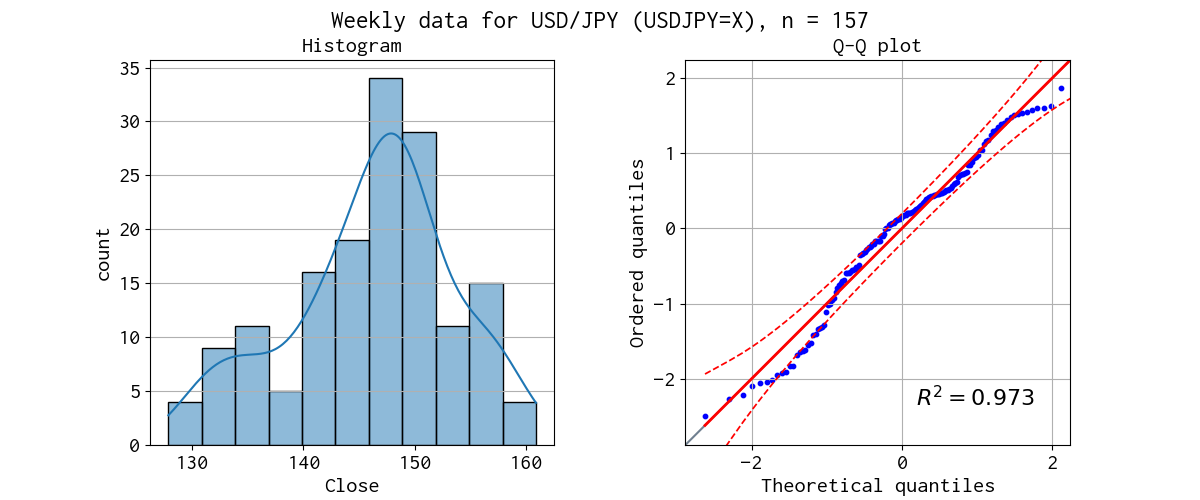 Weekly data for USD/JPY (USDJPY=X), n = 157
Histogram
35
30
25
20
15
10
5
0
count
130 140 150 160
Close
Q-Q plot
2
1
0
−1
−2
Ordered quantiles
R² = 0.973
−2 0 2
Theoretical quantiles